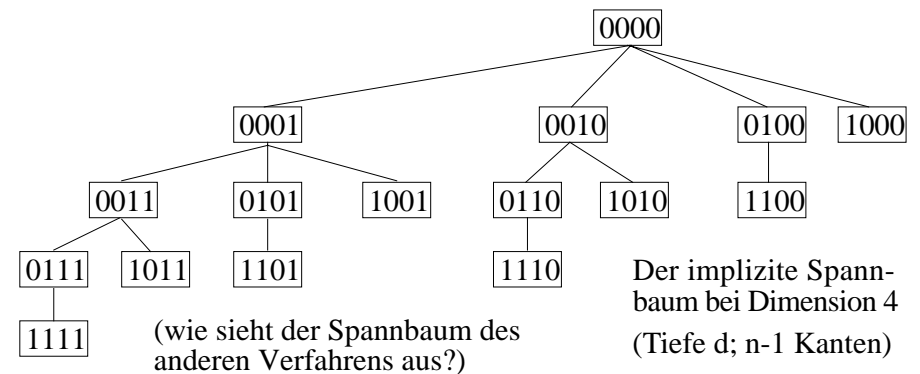 0000
0001 0010 0100 1000
0011 0101 1001 0110 1010 1100
0111 1011 1101 1110
1111
Der implizite Spann-
baum bei Dimension 4
(Tiefe d; n-1 Kanten)
(wie sieht der Spannbaum des
anderen Verfahrens aus?)